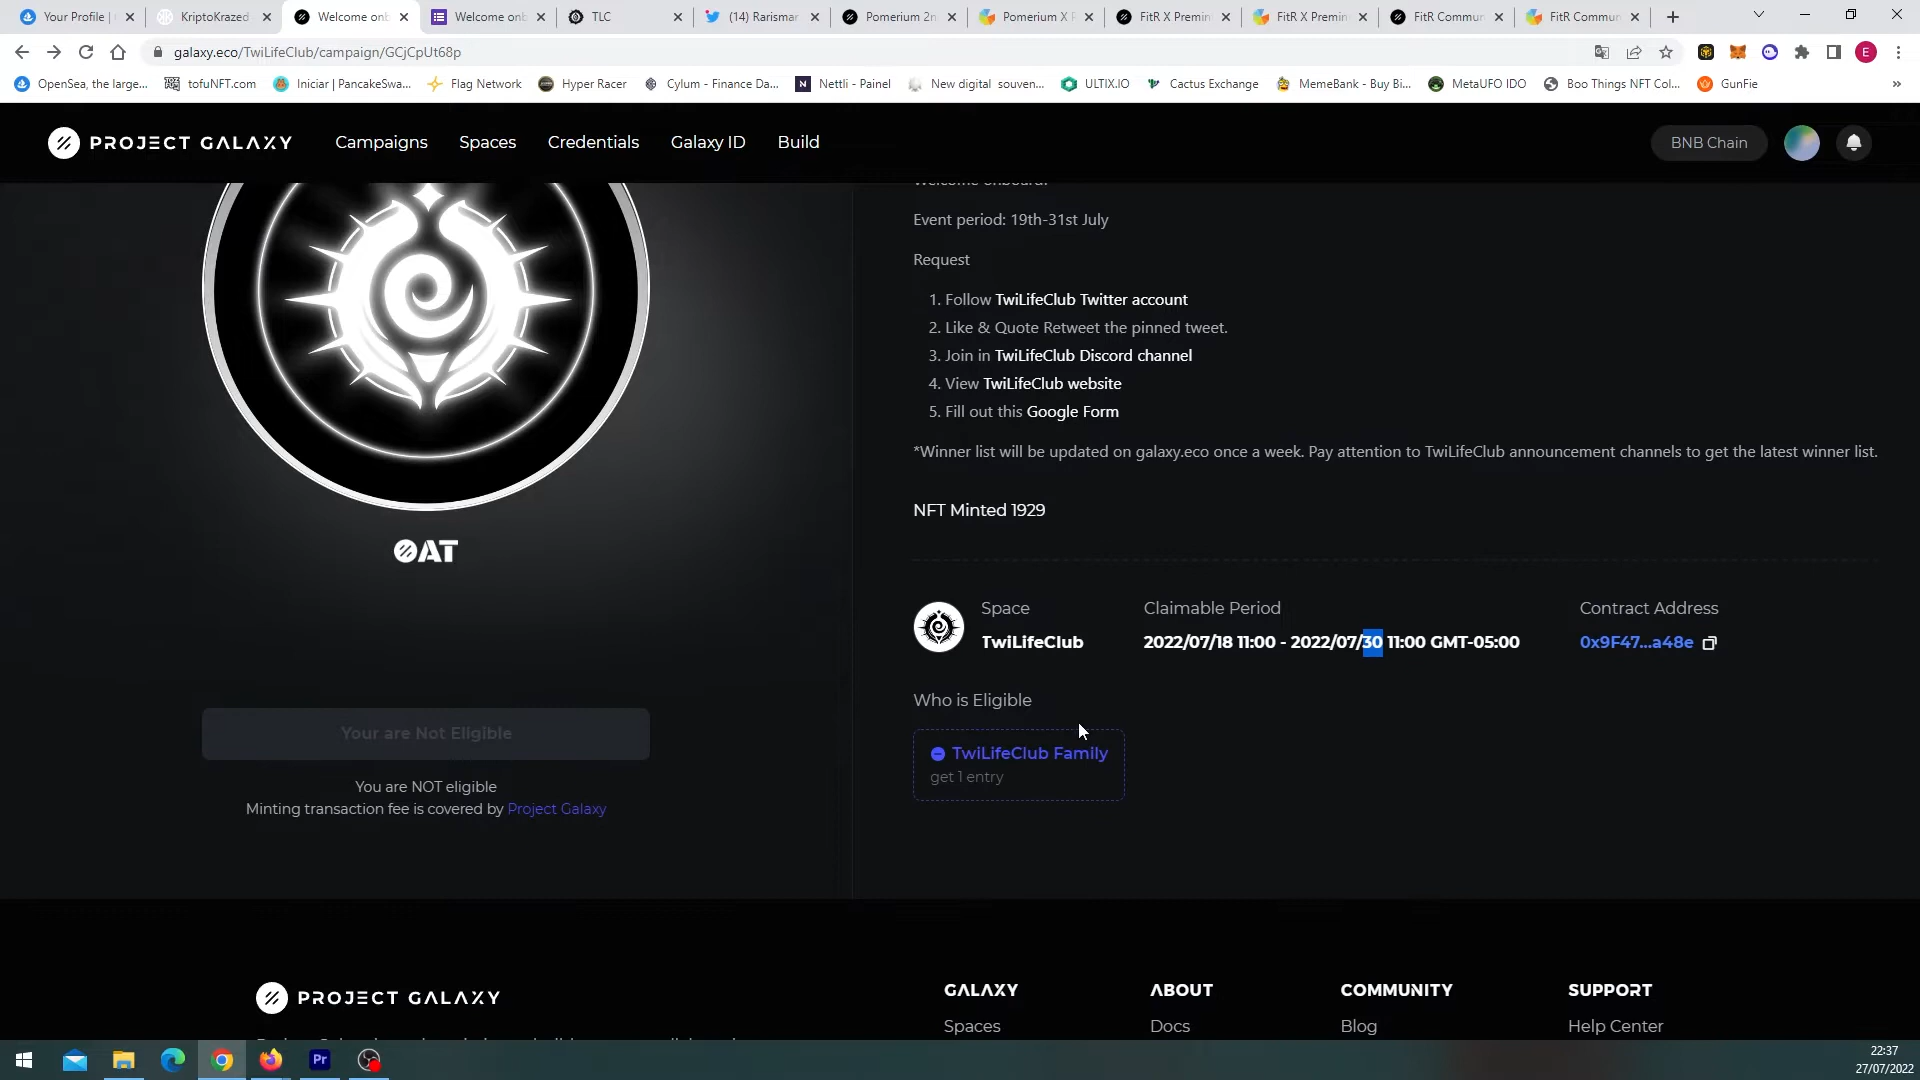 Your Profile |
KriptoKrazed
Welcome onb
Welcome onb
TLC
(14) Rarismar
Pomerium 2n
Pomerium X P
FitR X Premin
FitR X Premin
FitR Commun
FitR Commun
galaxy.eco/TwiLifeClub/campaign/GCjCpUt68p
E
OpenSea, the large...
tofuNFT.com
Iniciar | PancakeSwa...
Flag Network
Hyper Racer
Cylum - Finance Da...
Nettli - Painel
New digital souven...
ULTIX.IO
Cactus Exchange
MemeBank - Buy Bi...
MetaUFO IDO
Boo Things NFT Col...
GunFie
»
PROJECT GALAXY
Campaigns
Spaces
Credentials
Galaxy ID
Build
BNB Chain
Welcome onboard!
Event period: 19th-31st July
Request
1. Follow TwiLifeClub Twitter account
2. Like & Quote Retweet the pinned tweet.
3. Join in TwiLifeClub Discord channel
4. View TwiLifeClub website
5. Fill out this Google Form
*Winner list will be updated on galaxy.eco once a week. Pay attention to TwiLifeClub announcement channels to get the latest winner list.
NFT Minted 1929
OAT
Space
TwiLifeClub
Claimable Period
2022/07/18 11:00 - 2022/07/30 11:00 GMT-05:00
Contract Address
0x9F47...a48e
Who is Eligible
TwiLifeClub Family
get 1 entry
Your are Not Eligible
You are NOT eligible
Minting transaction fee is covered by Project Galaxy
PROJECT GALAXY
GALAXY
Spaces
ABOUT
Docs
COMMUNITY
Blog
SUPPORT
Help Center
Pr
22:37
27/07/2022